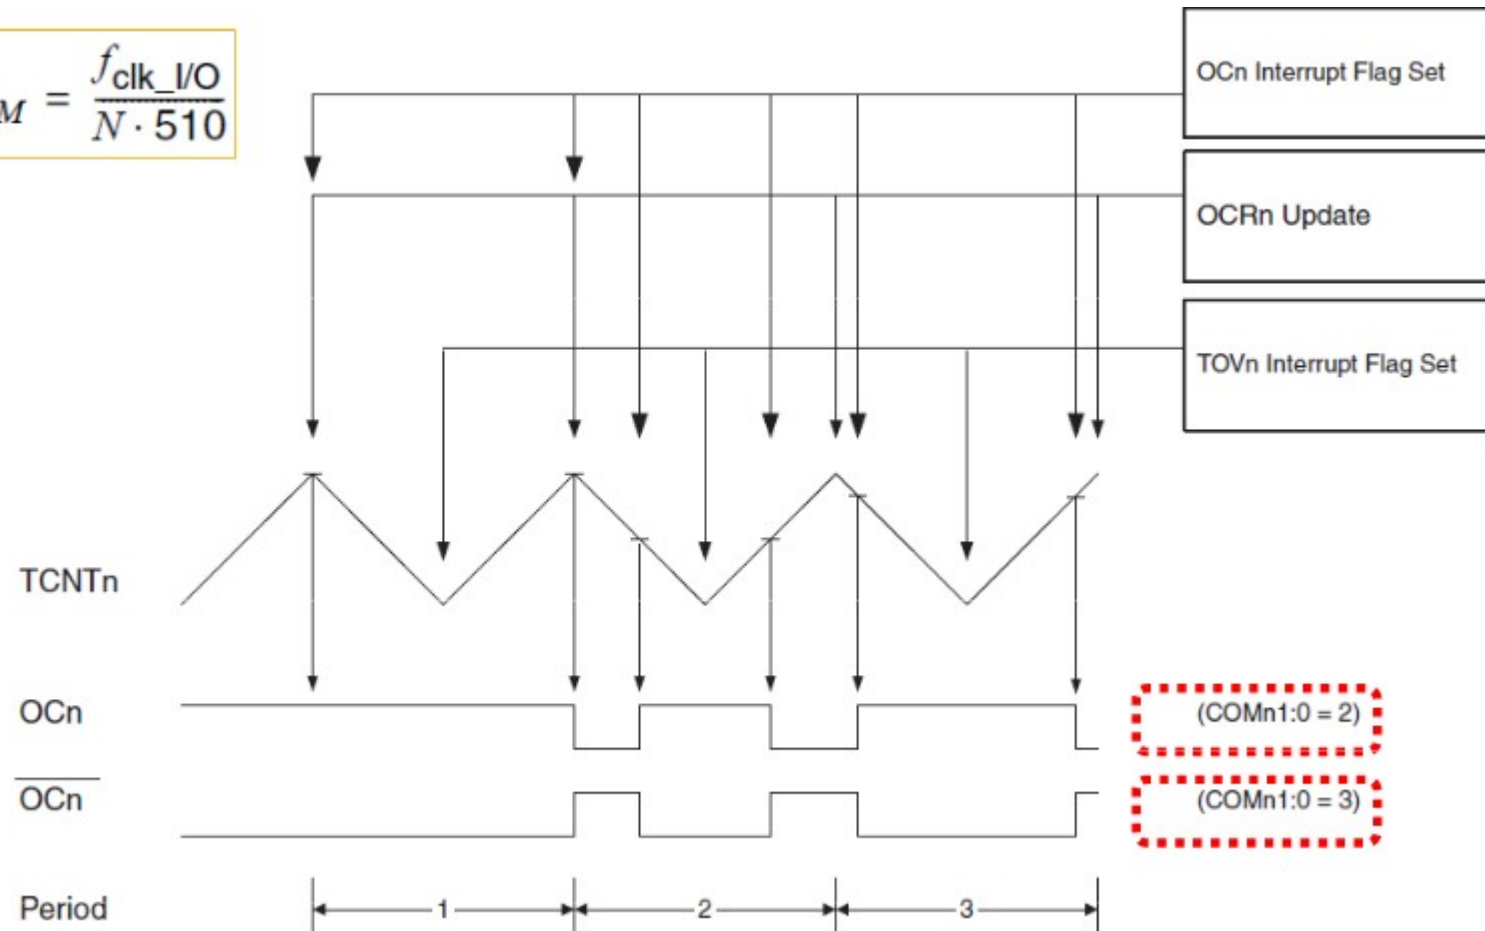 M = f clk_I/O
N · 510
OCn Interrupt Flag Set
OCRn Update
TOVn Interrupt Flag Set
TCNTn
OCn
(COMn1:0 = 2)
OCn
(COMn1:0 = 3)
Period
1
2
3